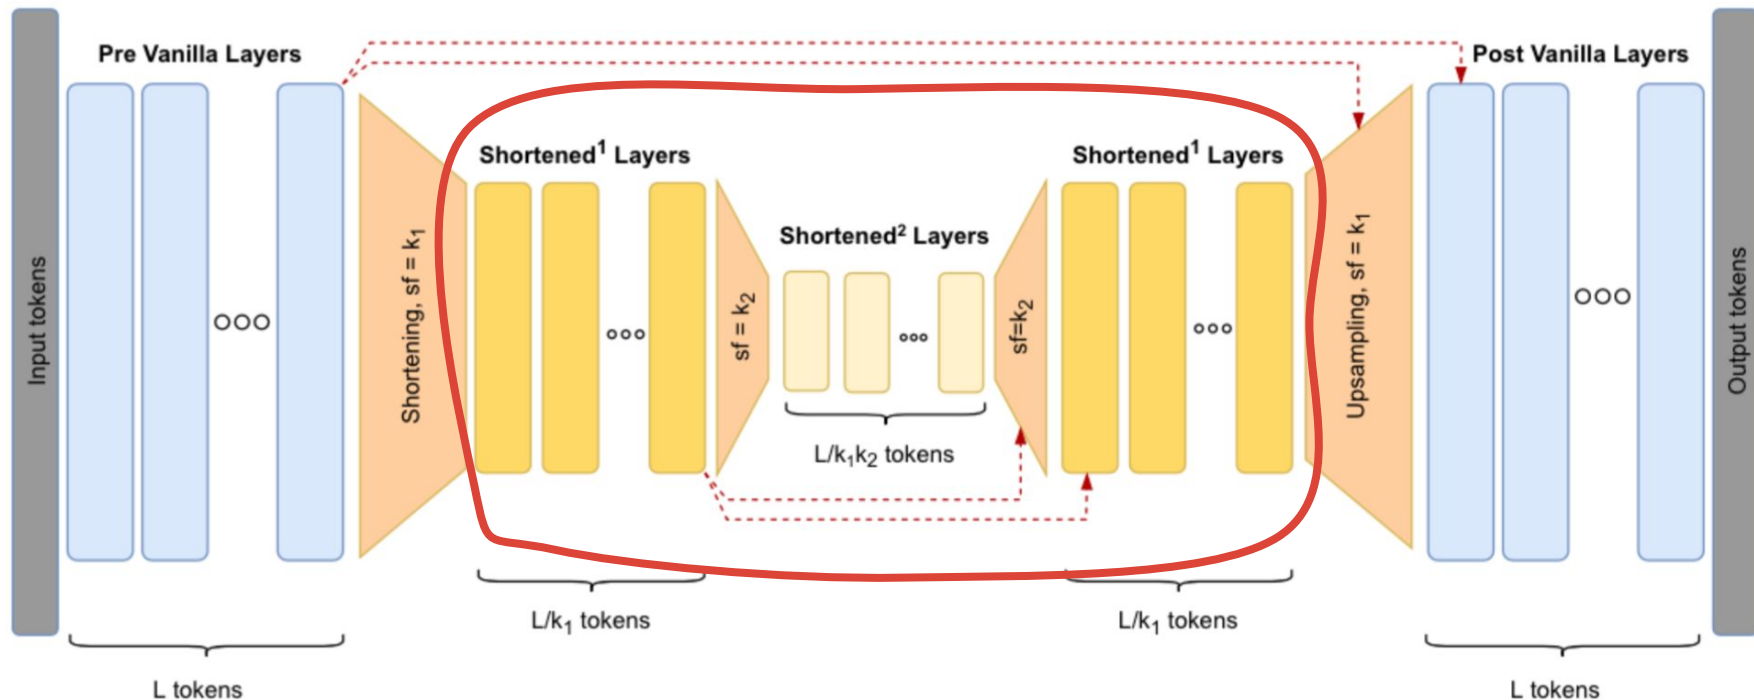 Pre Vanilla Layers
Post Vanilla Layers
Shortened¹ Layers
Shortened¹ Layers
Shortened² Layers
Input tokens
Shortening, sf = k₁
sf = k₂
sf=k₂
Upsampling, sf = k₁
Output tokens
L/k₁k₂ tokens
L/k₁ tokens
L/k₁ tokens
L tokens
L tokens